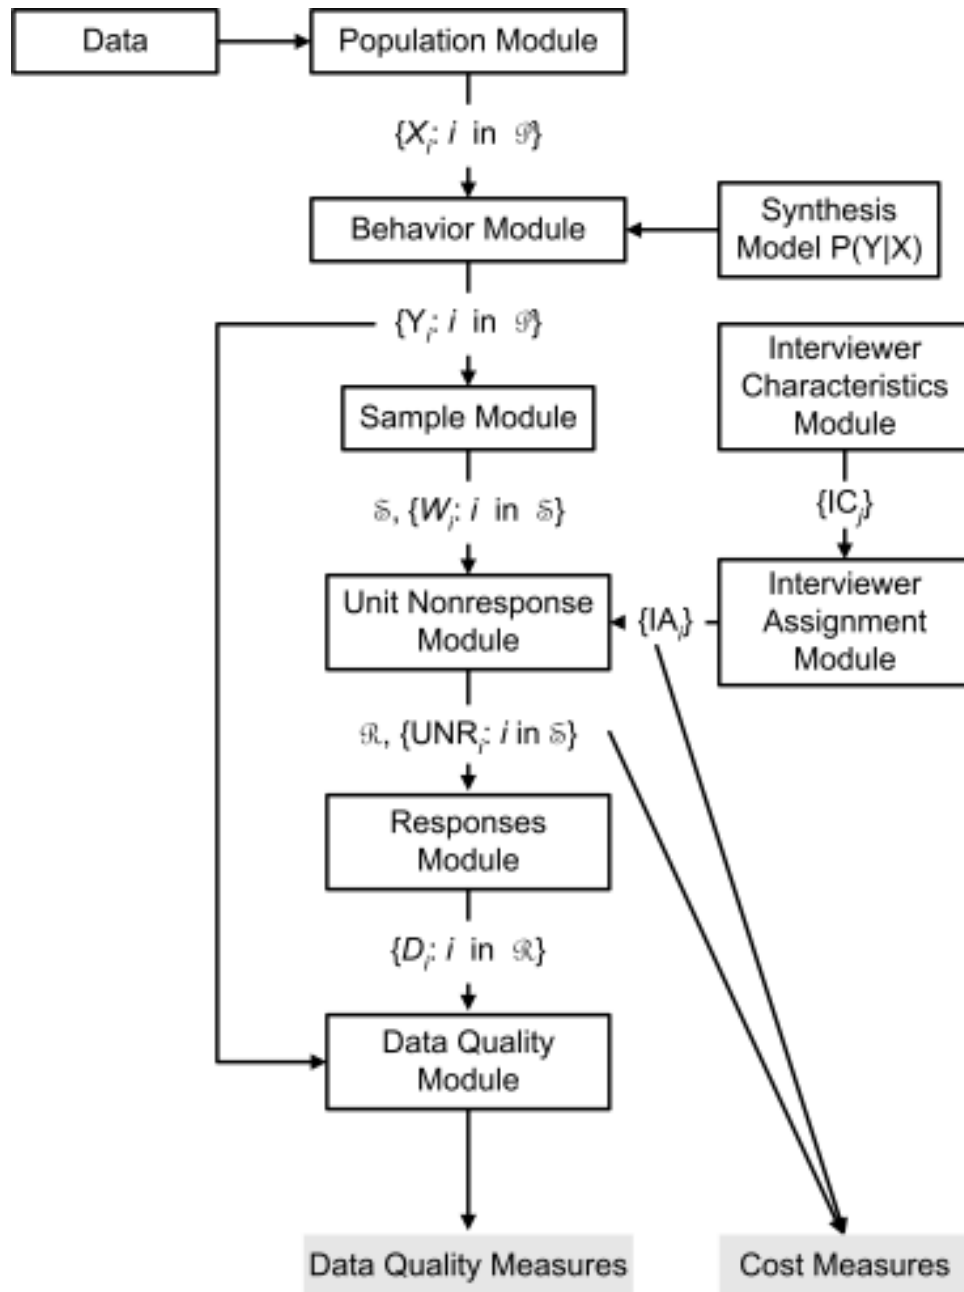 Data
Population Module
{Xᵢ: i in 𝒫}
Behavior Module
Synthesis
Model P(Y|X)
{Yᵢ: i in 𝒫}
Interviewer
Characteristics
Module
Sample Module
𝕊, {Wᵢ: i in 𝕊}
{ICⱼ}
Unit Nonresponse
Module
{IAᵢ}
Interviewer
Assignment
Module
ℛ, {UNRᵢ: i in 𝕊}
Responses
Module
{Dᵢ: i in ℛ}
Data Quality
Module
Data Quality Measures
Cost Measures